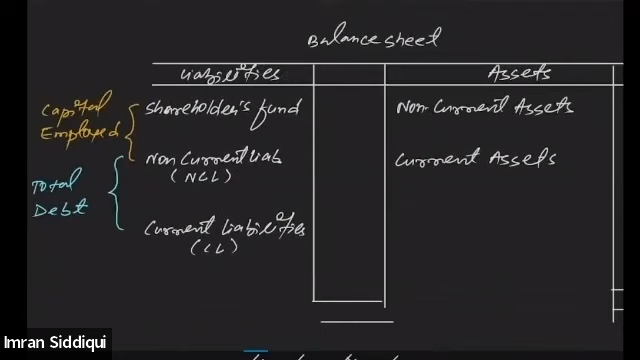 Balance sheet
Liabilities Assets
Capital Employed
Shareholder's fund Non-Current Assets
Non Current Liab Current Assets
(NCL)
Total Debt
Current Liabilities
(CL)
Imran Siddiqui